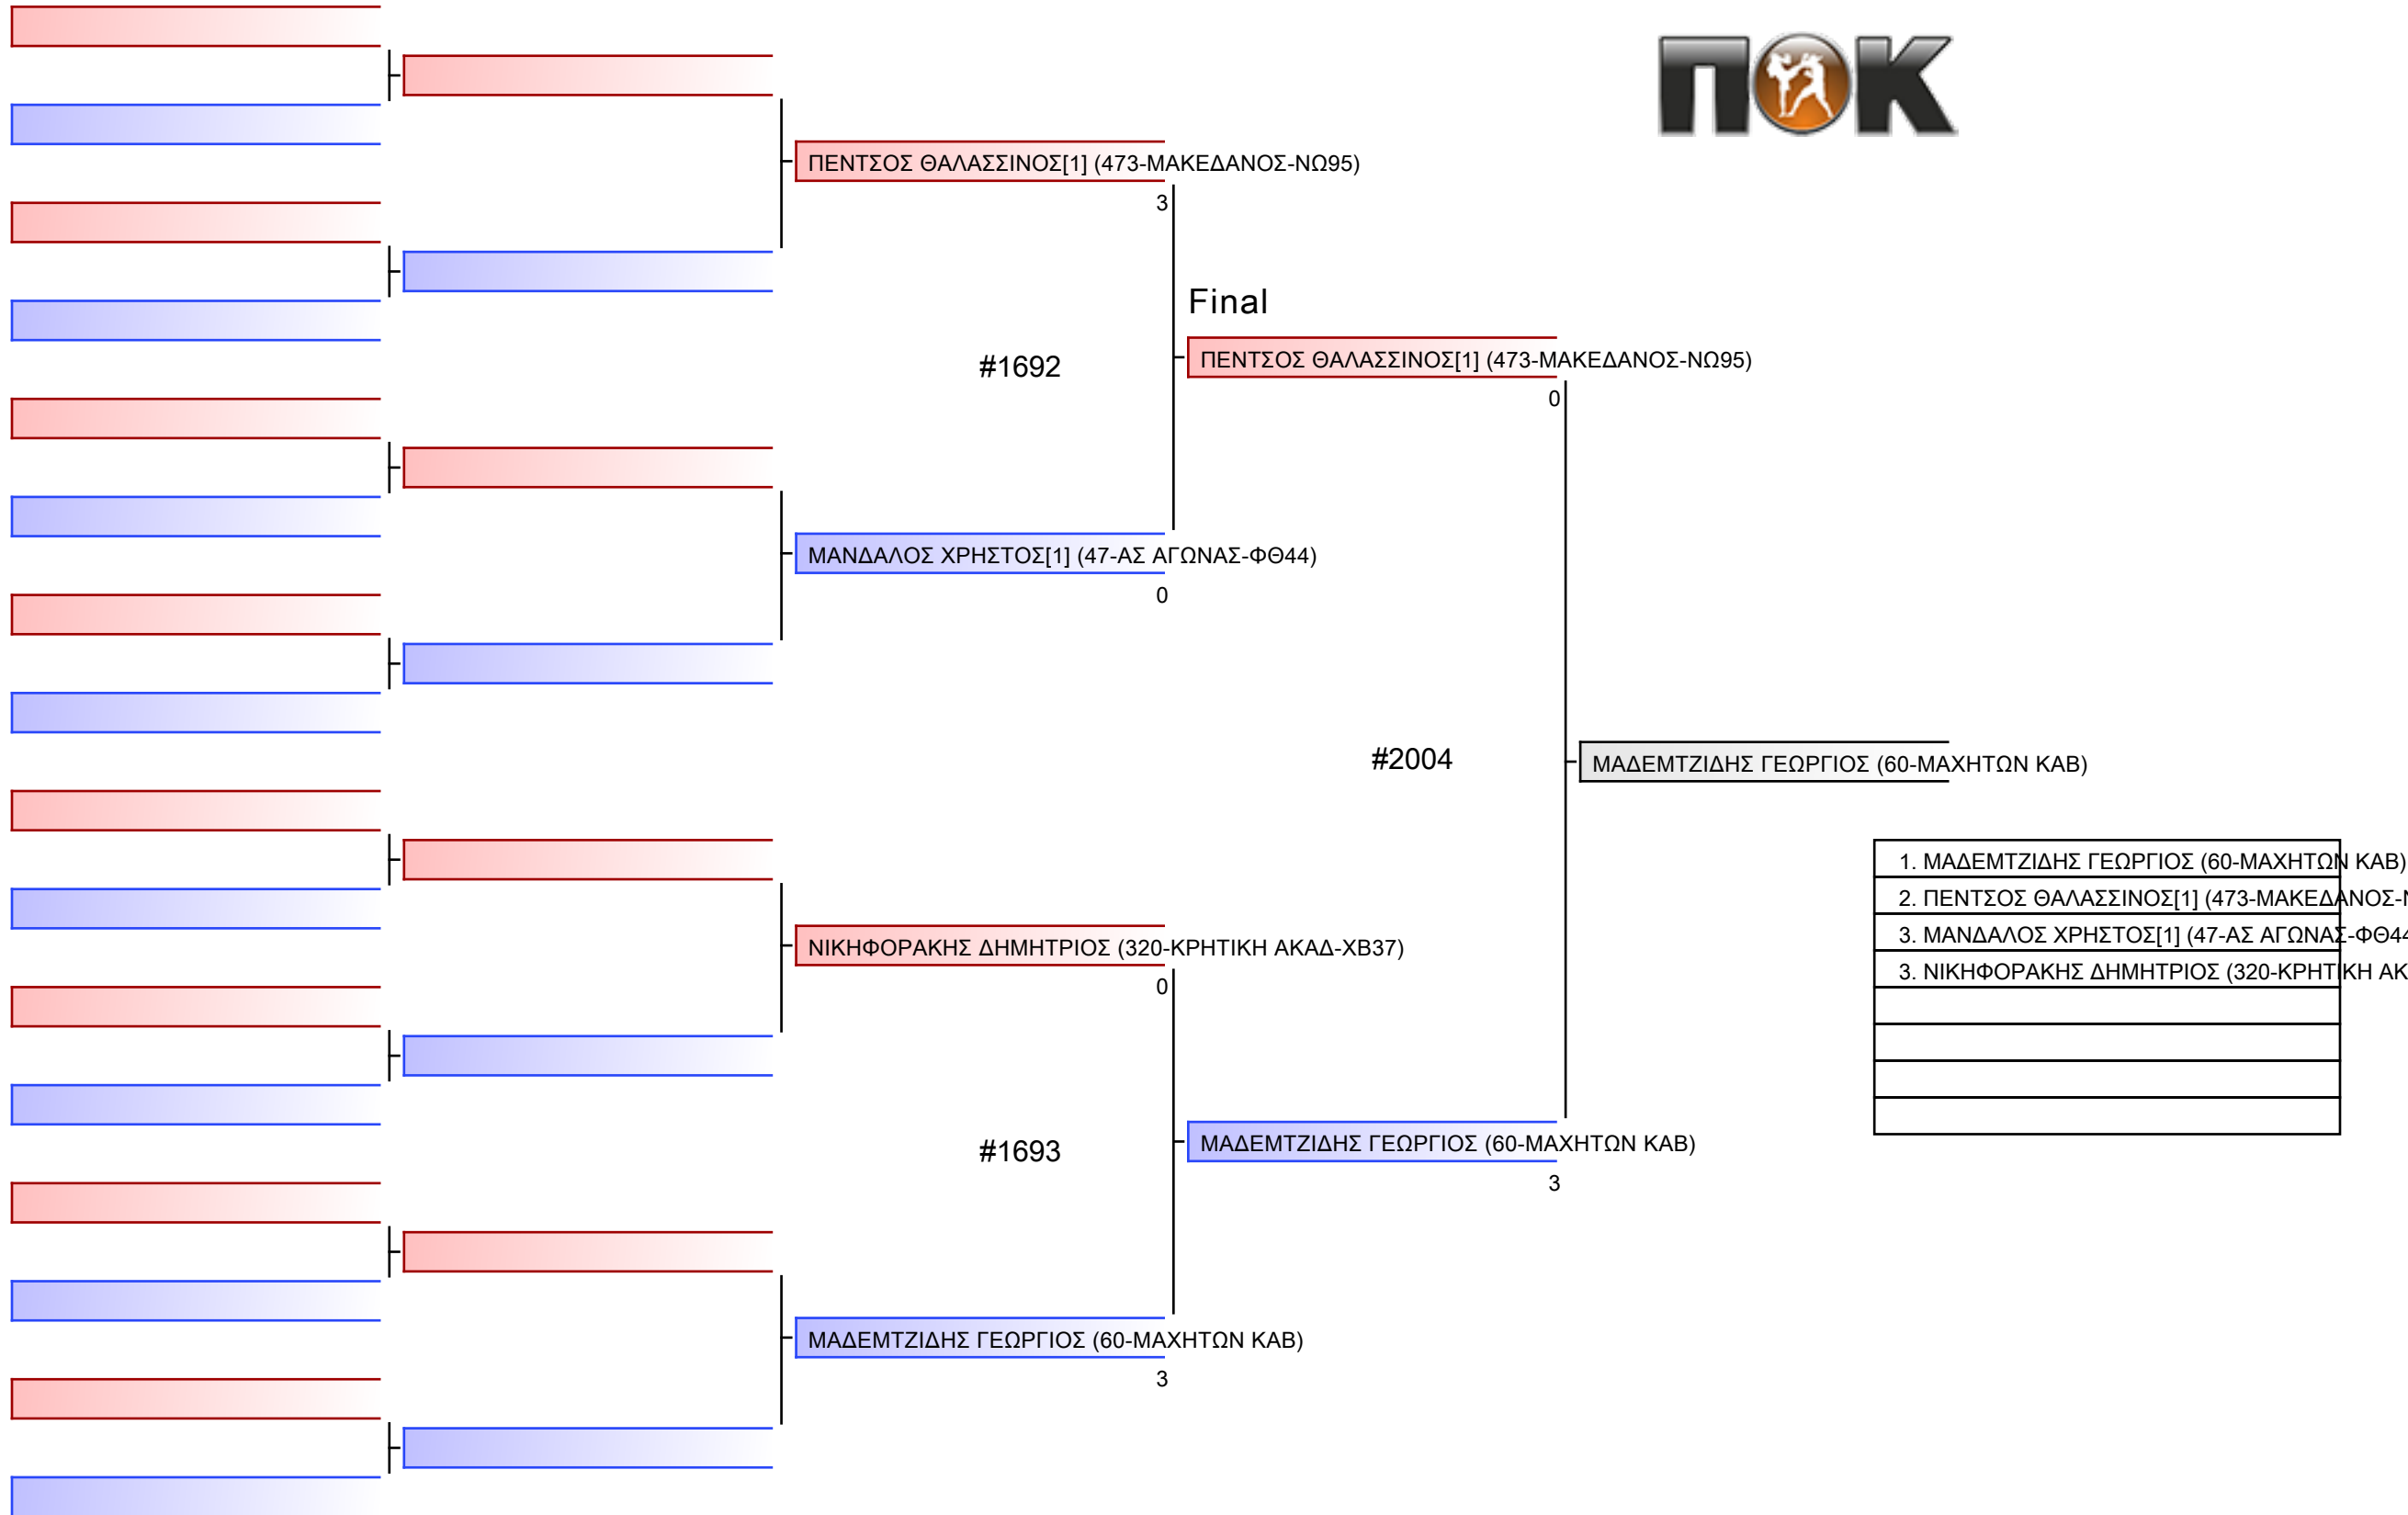 ΠΟΚ
ΠΕΝΤΣΟΣ ΘΑΛΑΣΣΙΝΟΣ[1] (473-ΜΑΚΕΔΑΝΟΣ-ΝΩ95)
3
Final
#1692
ΠΕΝΤΣΟΣ ΘΑΛΑΣΣΙΝΟΣ[1] (473-ΜΑΚΕΔΑΝΟΣ-ΝΩ95)
0
ΜΑΝΔΑΛΟΣ ΧΡΗΣΤΟΣ[1] (47-ΑΣ ΑΓΩΝΑΣ-ΦΘ44)
0
#2004
ΜΑΔΕΜΤΖΙΔΗΣ ΓΕΩΡΓΙΟΣ (60-ΜΑΧΗΤΩΝ ΚΑΒ)
1. ΜΑΔΕΜΤΖΙΔΗΣ ΓΕΩΡΓΙΟΣ (60-ΜΑΧΗΤΩΝ ΚΑΒ)
2. ΠΕΝΤΣΟΣ ΘΑΛΑΣΣΙΝΟΣ[1] (473-ΜΑΚΕΔΑΝΟΣ-
3. ΜΑΝΔΑΛΟΣ ΧΡΗΣΤΟΣ[1] (47-ΑΣ ΑΓΩΝΑΣ-ΦΘ44
3. ΝΙΚΗΦΟΡΑΚΗΣ ΔΗΜΗΤΡΙΟΣ (320-ΚΡΗΤΙΚΗ ΑΚ
ΝΙΚΗΦΟΡΑΚΗΣ ΔΗΜΗΤΡΙΟΣ (320-ΚΡΗΤΙΚΗ ΑΚΑΔ-ΧΒ37)
0
#1693
ΜΑΔΕΜΤΖΙΔΗΣ ΓΕΩΡΓΙΟΣ (60-ΜΑΧΗΤΩΝ ΚΑΒ)
3
ΜΑΔΕΜΤΖΙΔΗΣ ΓΕΩΡΓΙΟΣ (60-ΜΑΧΗΤΩΝ ΚΑΒ)
3